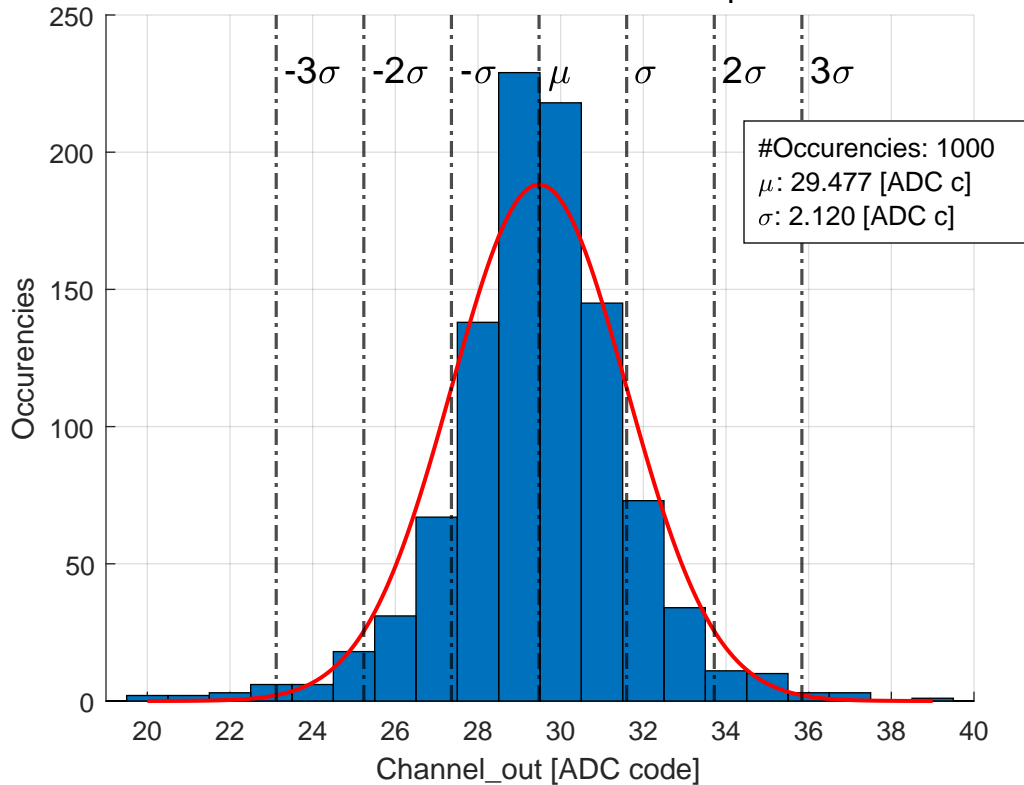 250
200
150
100
50
0
Occurencies
-3σ
-2σ
-σ
μ
σ
2σ
3σ
#Occurencies: 1000
μ: 29.477 [ADC c]
σ: 2.120 [ADC c]
20 22 24 26 28 30 32 34 36 38 40
Channel_out [ADC code]